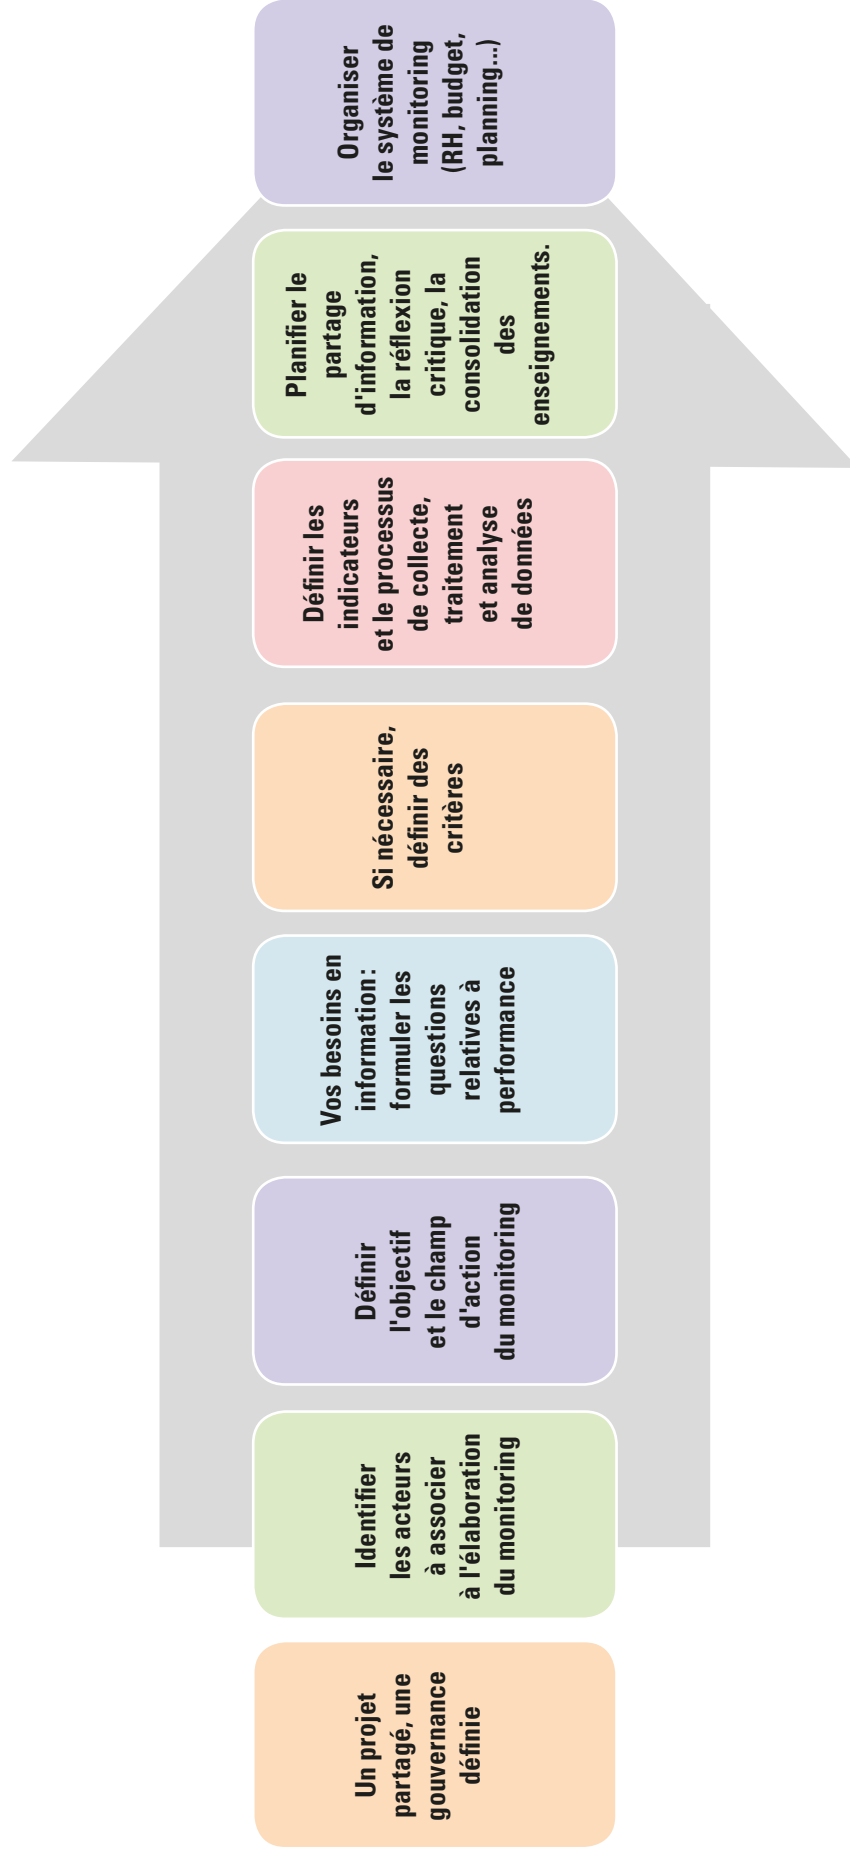 Un projet
partagé, une
gouvernance
définie
Identifier
les acteurs
à associer
à l'élaboration
du monitoring
Définir
l'objectif
et le champ
d'action
du monitoring
Vos besoins en
information :
formuler les
questions
relatives à
performance
Si nécessaire,
définir des
critères
Définir les
indicateurs
et le processus
de collecte,
traitement
et analyse
de données
Planifier le
partage
d'information,
la réflexion
critique, la
consolidation
des
enseignements.
Organiser
le système de
monitoring
(RH, budget,
planning...)